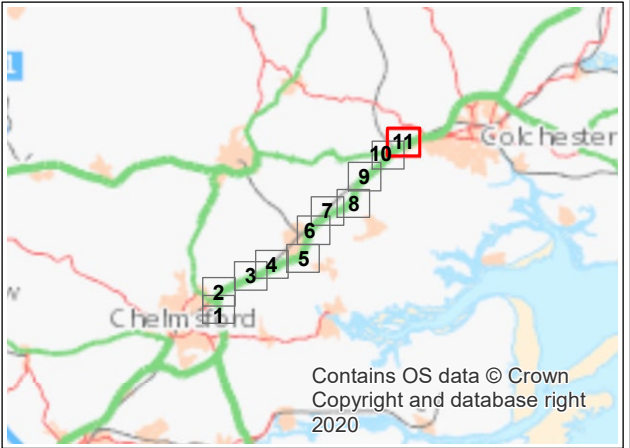 1
Colchester
11
10
9
8
7
6
5
4
3
2
1
w
Chelmsford
Contains OS data © Crown
Copyright and database right
2020